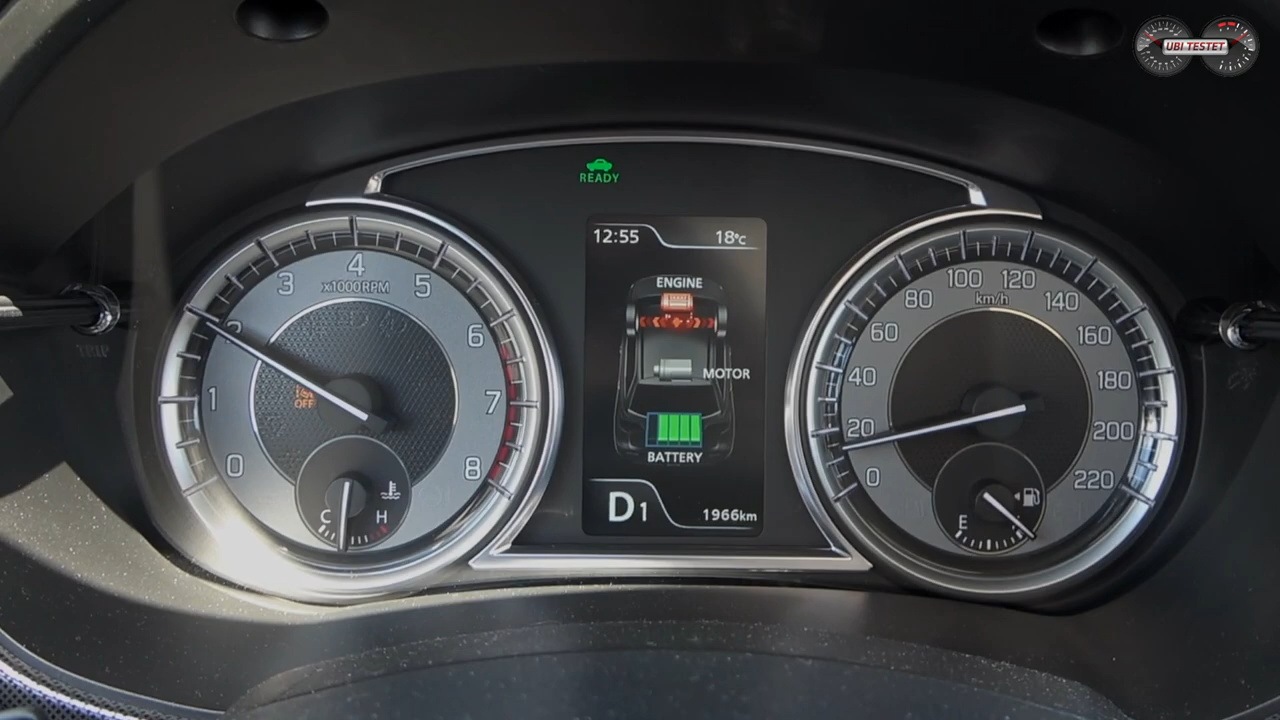 UBI TESTET
READY
12:55 18°C
ENGINE
MOTOR
BATTERY
D1 1966km
0 1 2 3 4 5 6 7 8
x1000RPM
OFF
C H
TRIP
0 20 40 60 80 100 120 140 160 180 200 220
km/h
E